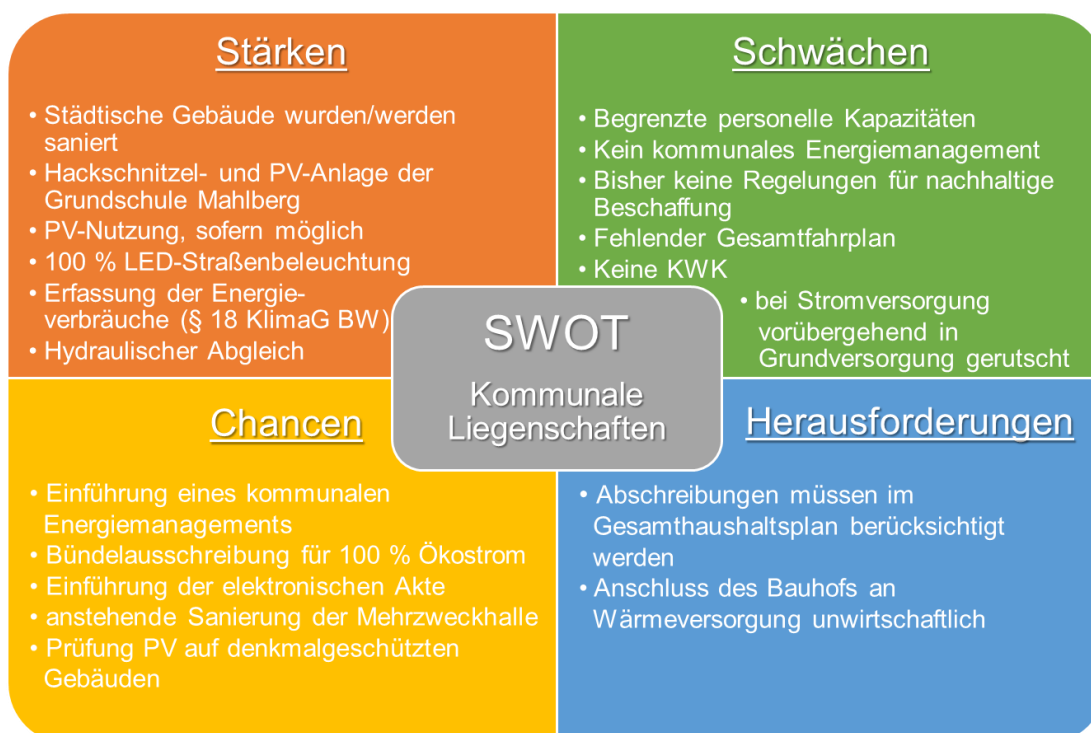 Stärken
• Städtische Gebäude wurden/werden
saniert
• Hackschnitzel- und PV-Anlage der
Grundschule Mahlberg
• PV-Nutzung, sofern möglich
• 100 % LED-Straßenbeleuchtung
• Erfassung der Energie-
verbräuche (§ 18 KlimaG BW)
• Hydraulischer Abgleich
Schwächen
• Begrenzte personelle Kapazitäten
• Kein kommunales Energiemanagement
• Bisher keine Regelungen für nachhaltige
Beschaffung
• Fehlender Gesamtfahrplan
• Keine KWK
• bei Stromversorgung
vorübergehend in
Grundversorgung gerutscht
SWOT
Kommunale
Liegenschaften
Chancen
• Einführung eines kommunalen
Energiemanagements
• Bündelausschreibung für 100 % Ökostrom
• Einführung der elektronischen Akte
• anstehende Sanierung der Mehrzweckhalle
• Prüfung PV auf denkmalgeschützten
Gebäuden
Herausforderungen
• Abschreibungen müssen im
Gesamthaushaltsplan berücksichtigt
werden
• Anschluss des Bauhofs an
Wärmeversorgung unwirtschaftlich